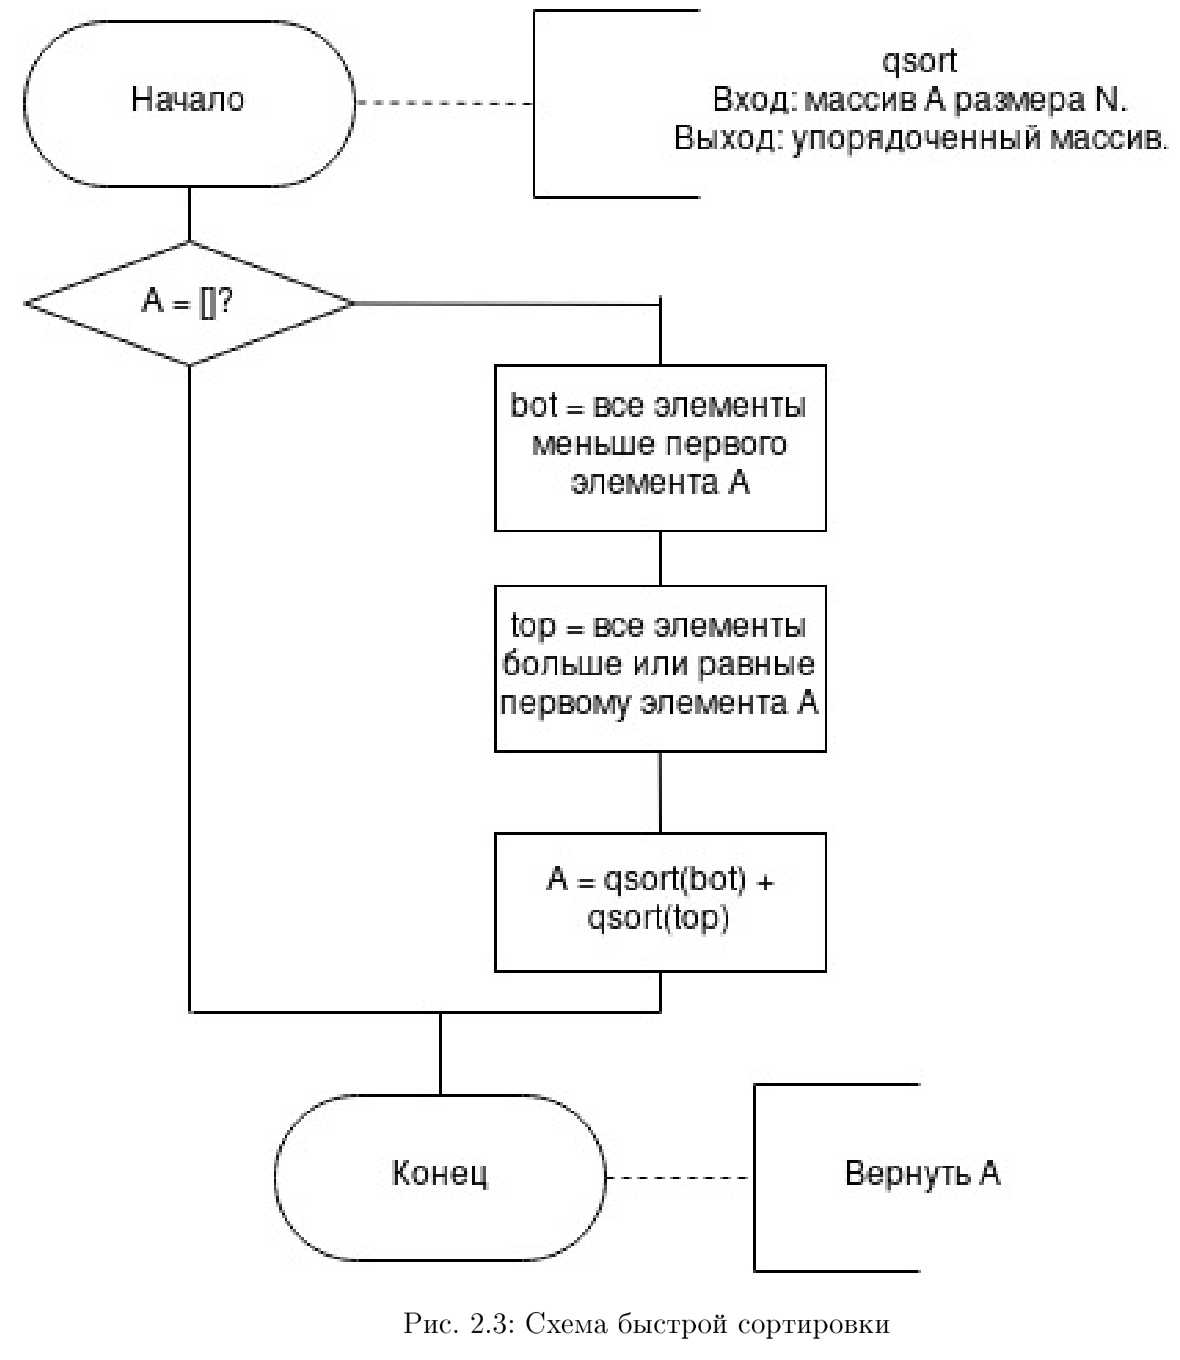 Начало
qsort
Вход: массив A размера N.
Выход: упорядоченный массив.
A = []?
bot = все элементы
меньше первого
элемента A
top = все элементы
больше или равные
первому элемента A
A = qsort(bot) +
qsort(top)
Конец
Вернуть A
Рис. 2.3: Схема быстрой сортировки